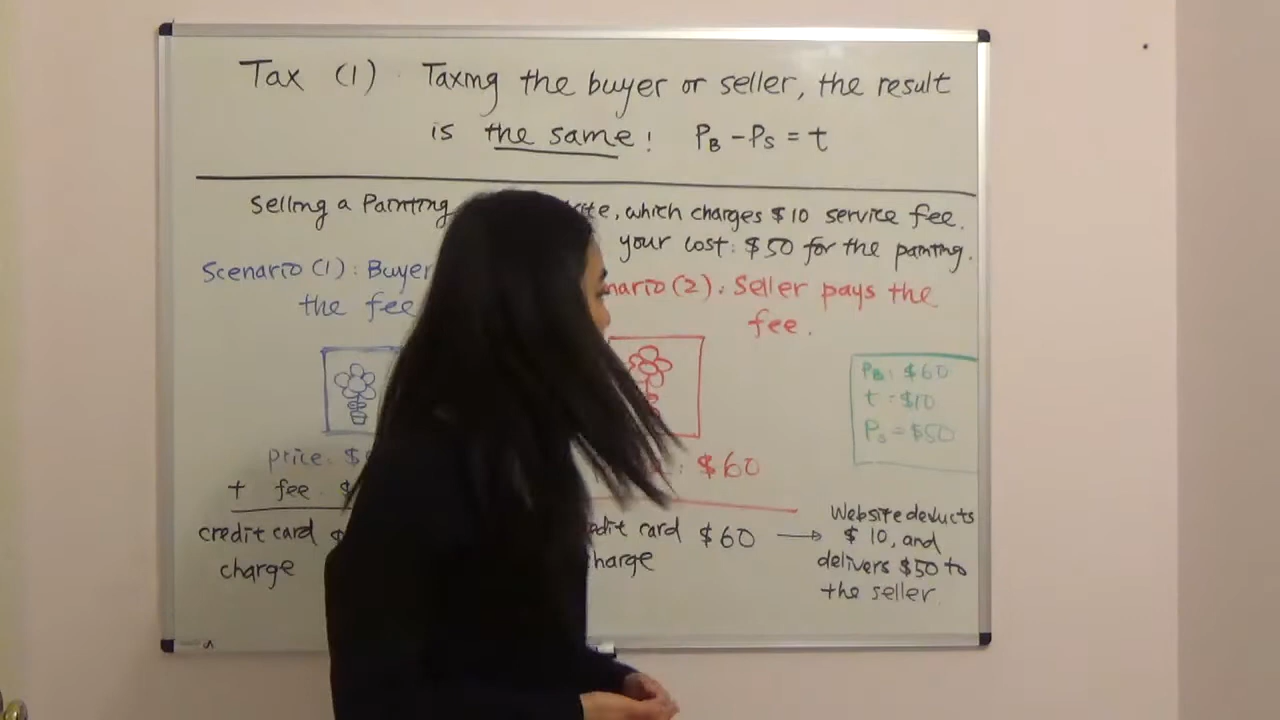 Tax (1). Taxing the buyer or seller, the result
is the same! PB - PS = t
Selling a Painting site, which charges $10 service fee.
your cost: $50 for the painting.
Scenario (1): Buyer
the fee
nario (2): Seller pays the
fee.
PB: $60
t = $10
PS = $50
price: $
+ fee $
credit card $
charge
: $60
edit card $60 →
harge
Website deducts
$10, and
delivers $50 to
the seller.